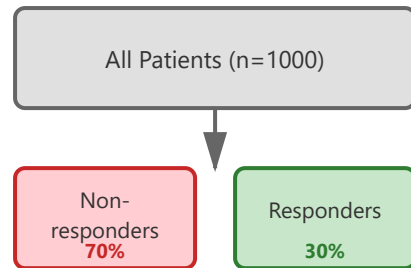 All Patients (n=1000)
Non-
responders
70%
Responders
30%